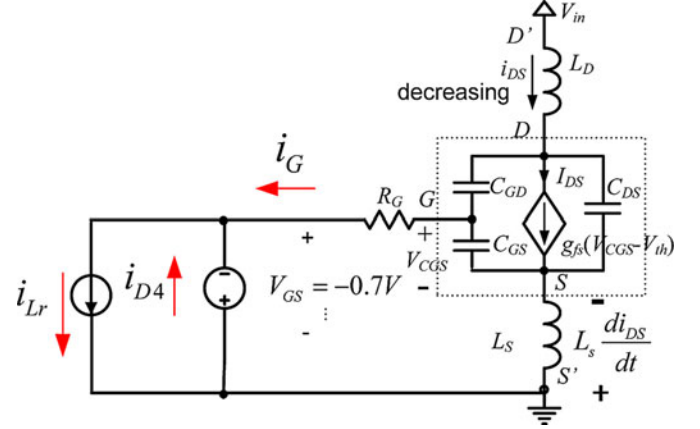 V_in
D'
i_DS
L_D
decreasing
D
i_G
I_DS
C_GD
C_DS
R_G
G
+
+
V_CGS
C_GS
g_fs(V_CGS-V_th)
i_Lr
i_D4
-
+
V_GS = -0.7V
-
S
-
⋮
-
L_S
L_s di_DS/dt
S'
+